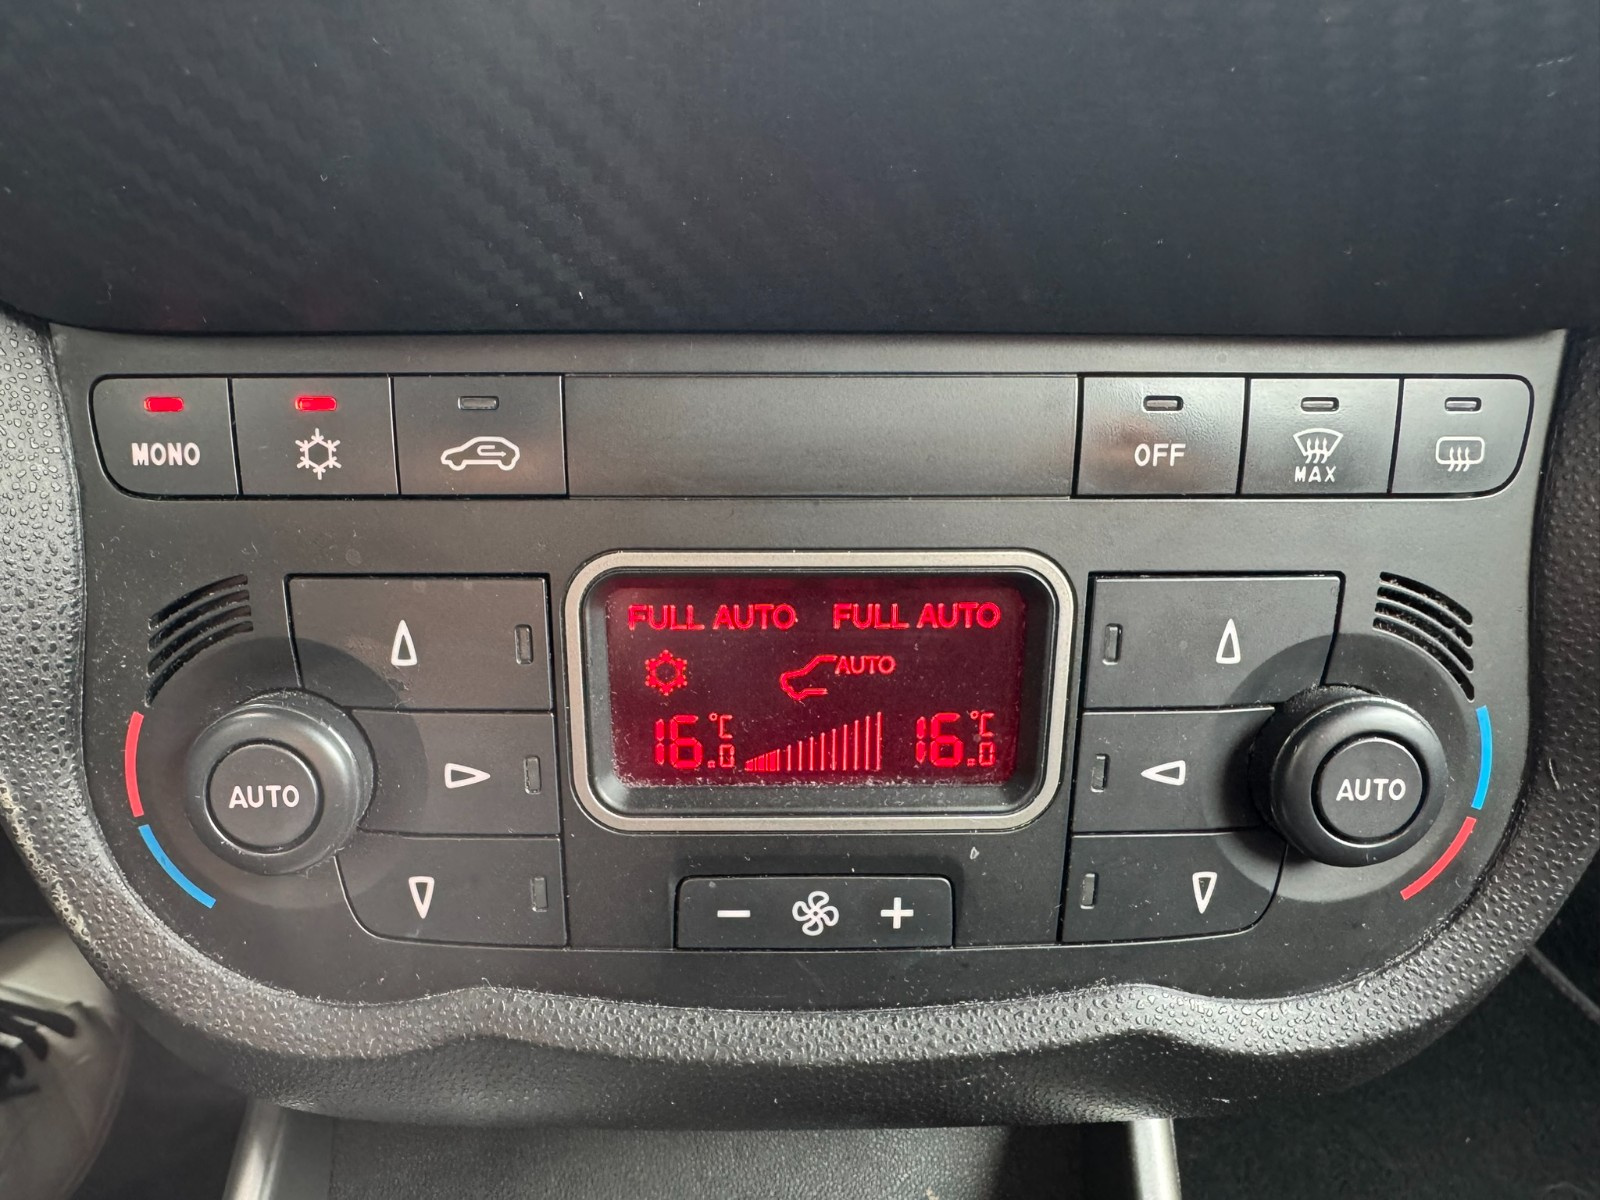 MONO
OFF
MAX
FULL AUTO FULL AUTO
AUTO
16.0 °C 16.0 °C
AUTO
AUTO
- +